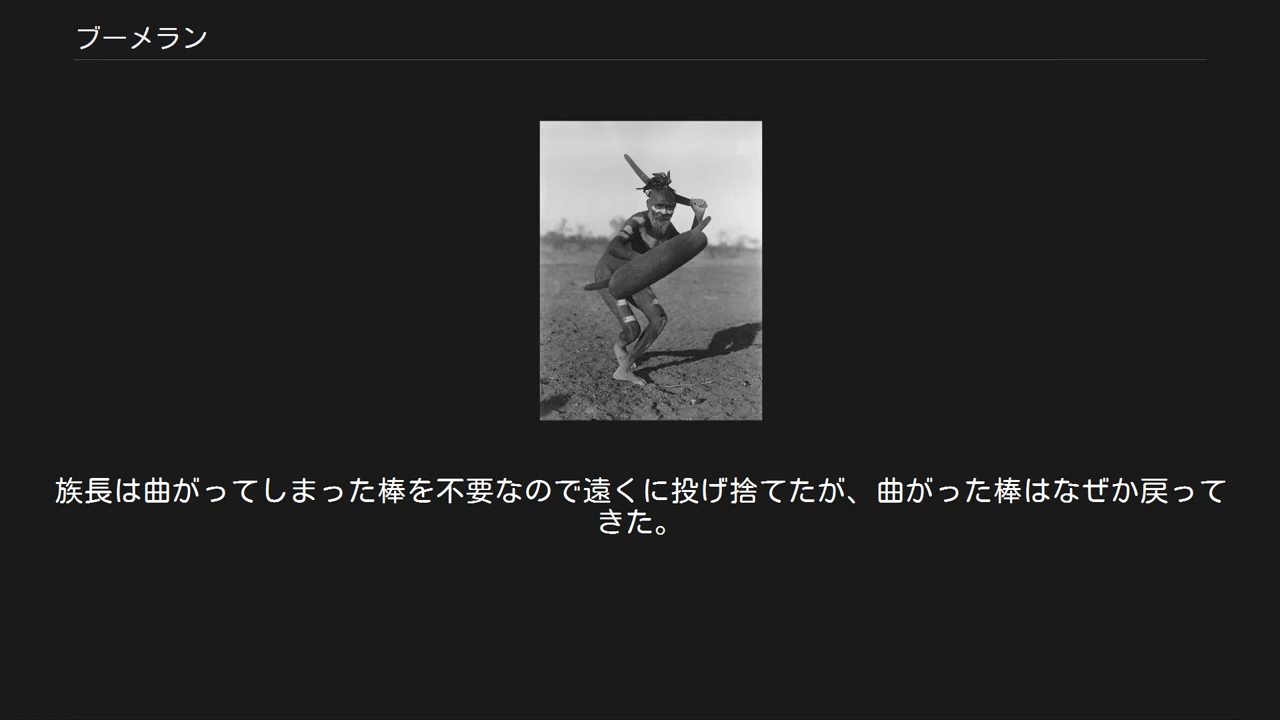 ブーメラン
族長は曲がってしまった棒を不要なので遠くに投げ捨てたが、曲がった棒はなぜか戻って
きた。